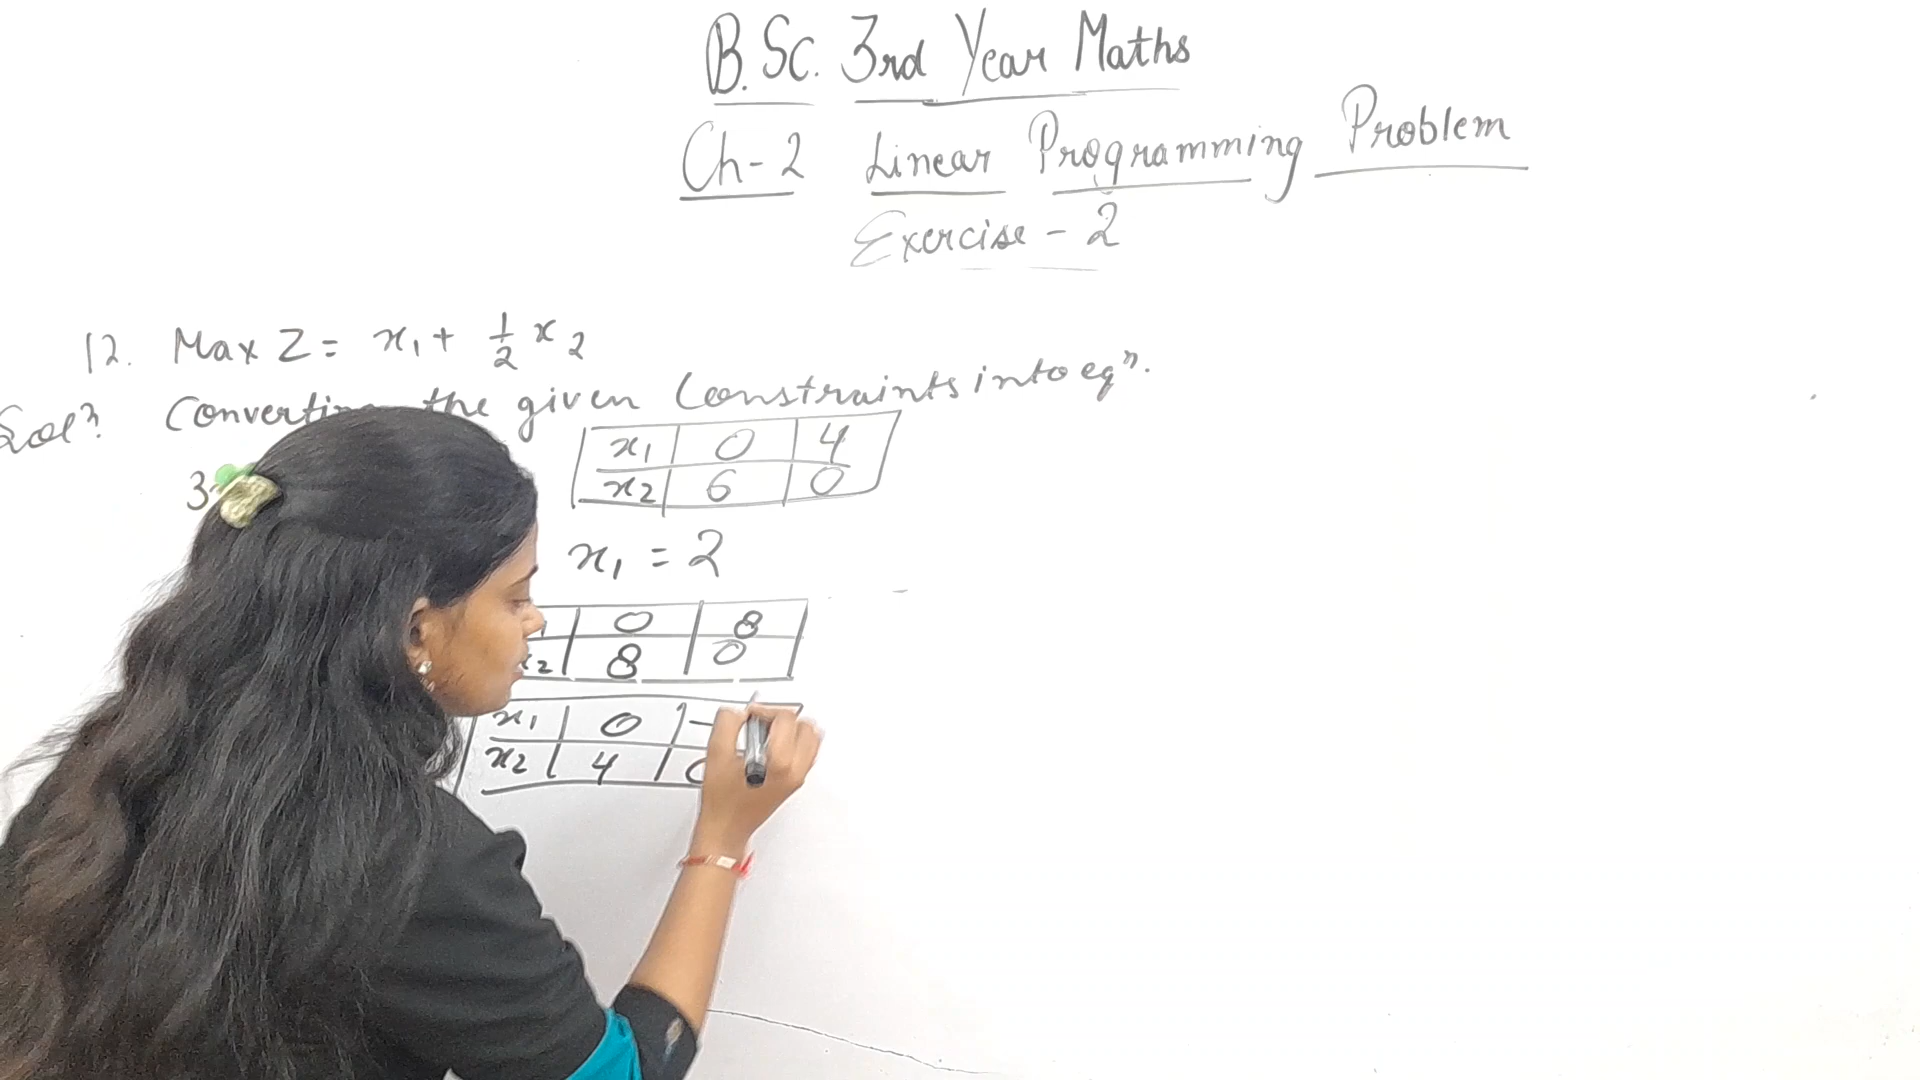 B.Sc. 3rd Year Maths
Ch-2 Linear Programming Problem
Exercise - 2
12. Max Z = x₁ + 1/2 x₂
Solⁿ. the given Constraints into eqⁿ.
3
x₁ 0 4
x₂ 6 0
x₁ = 2
0 8
x₂ 8 0
x₁ 0
x₂ 4